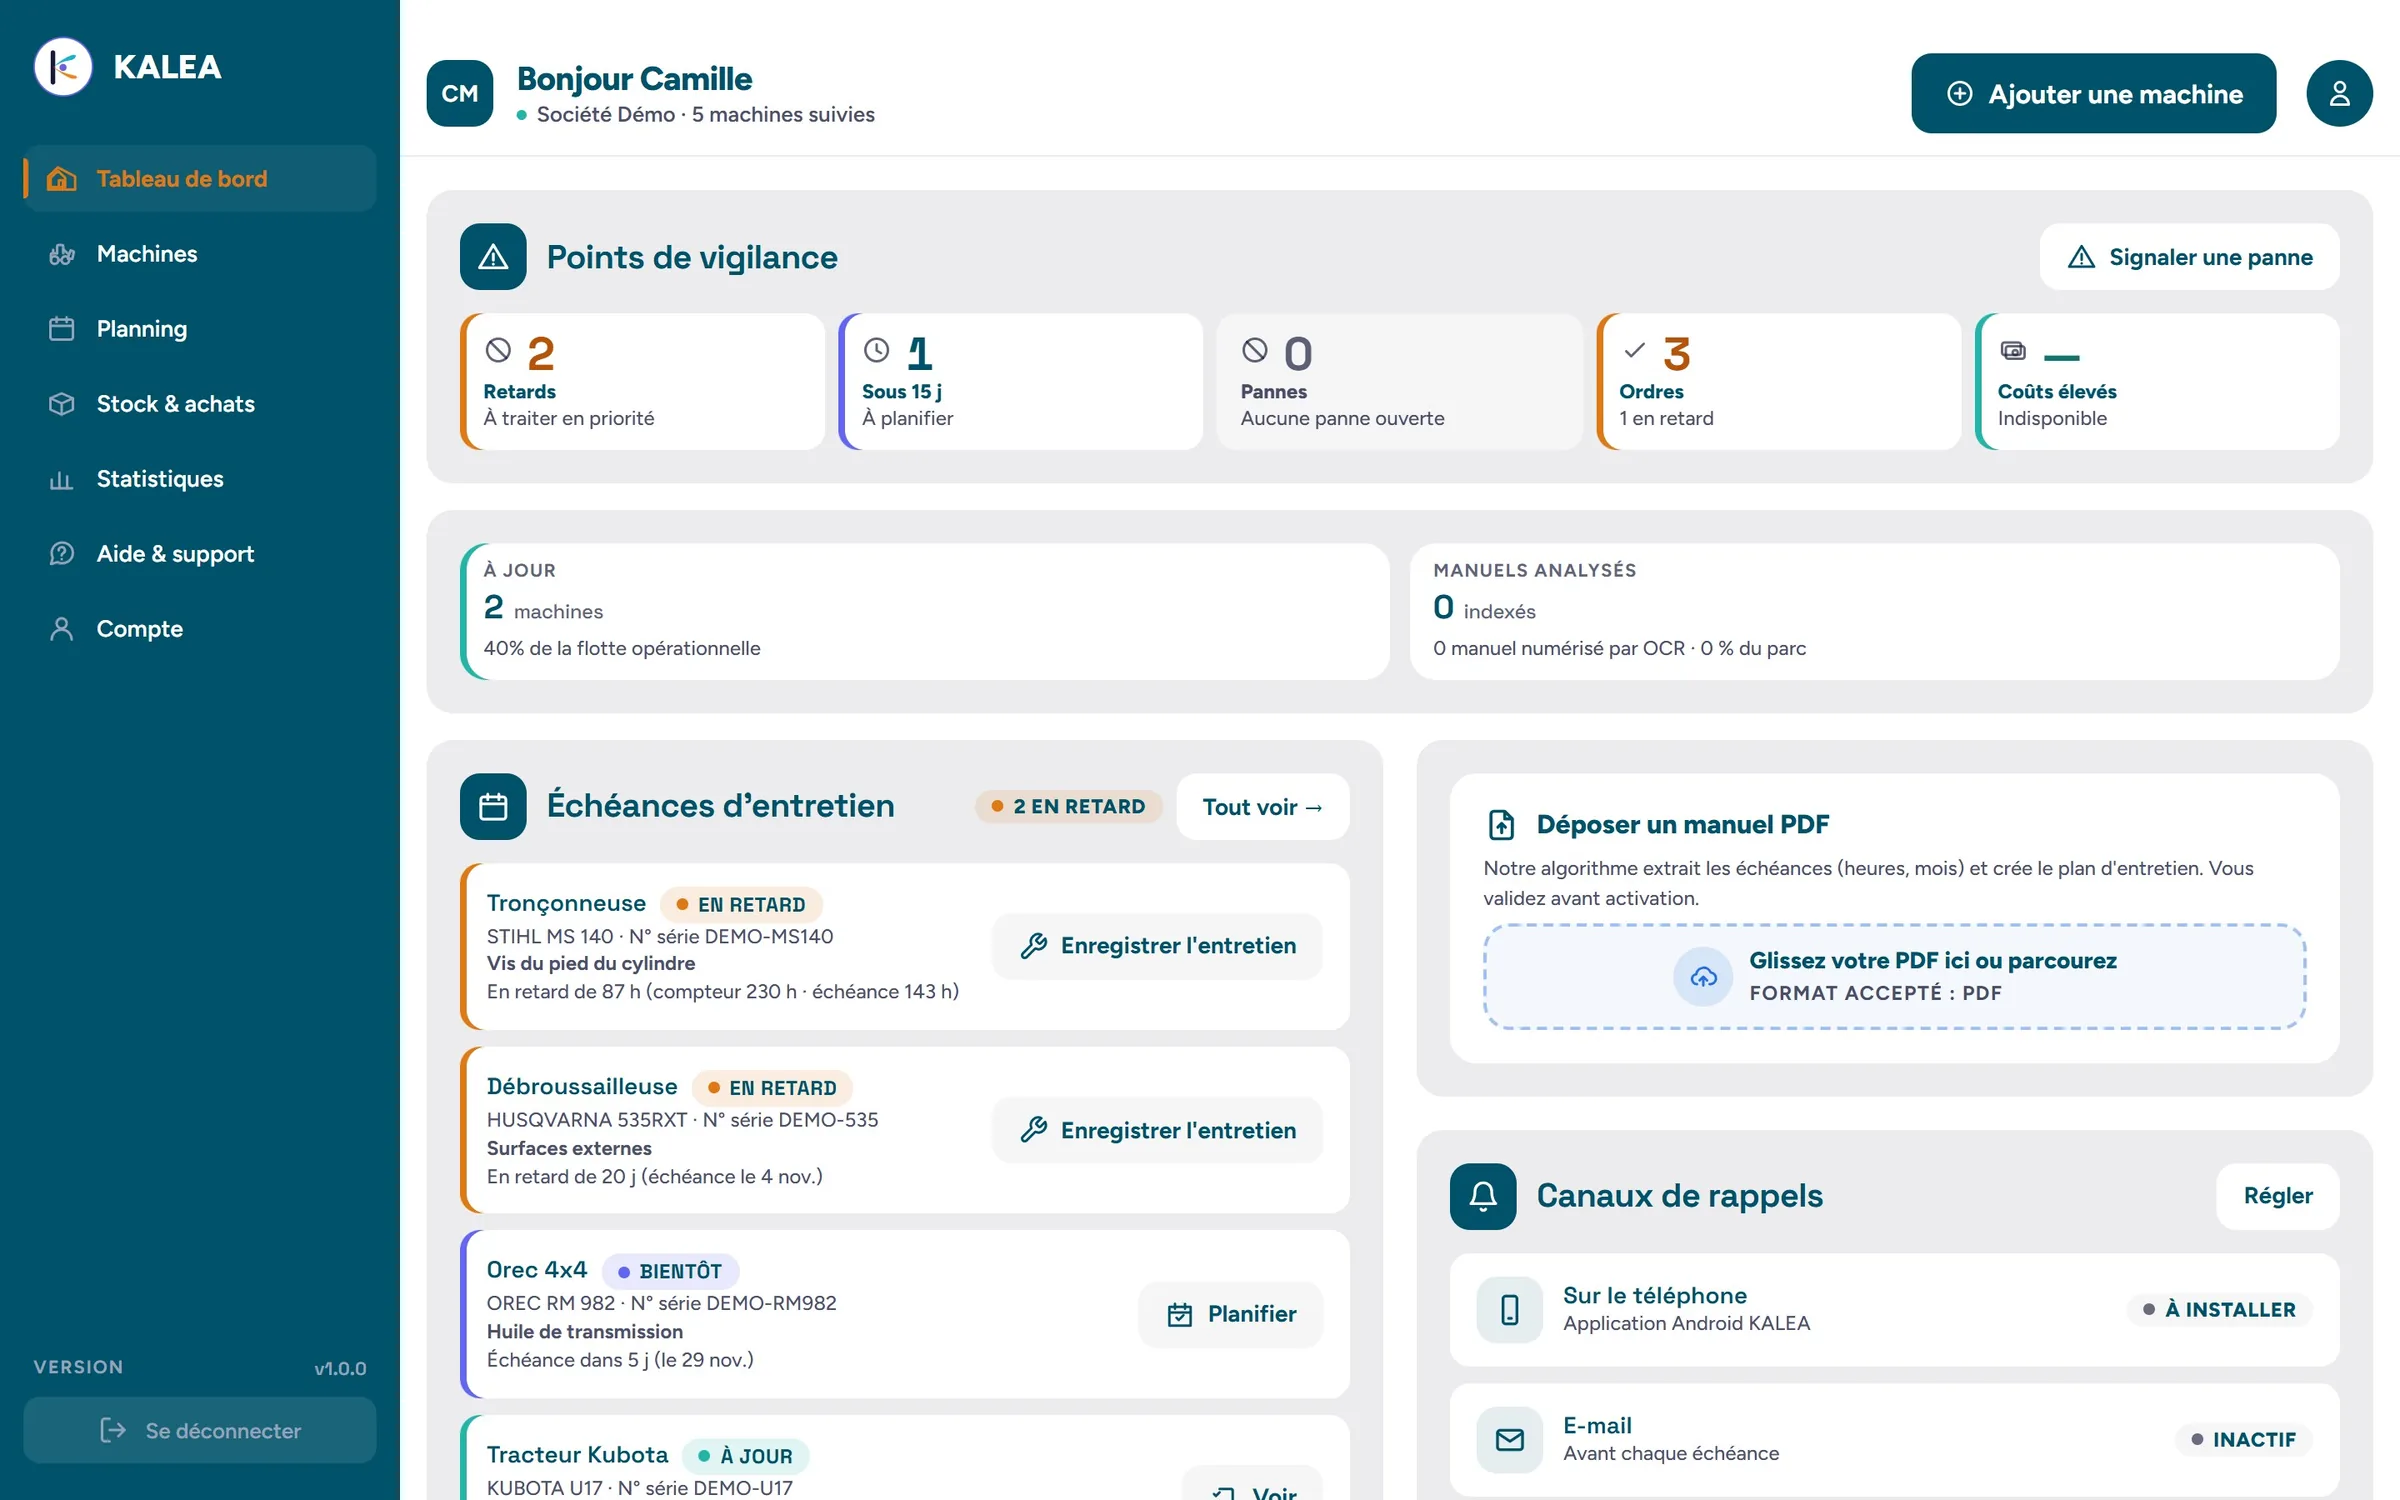 KALEA
Tableau de bord
Machines
Planning
Stock & achats
Statistiques
Aide & support
Compte
VERSION
v1.0.0
Se déconnecter
CM
Bonjour Camille
Société Démo · 5 machines suivies
Ajouter une machine
Points de vigilance
Signaler une panne
2
Retards
À traiter en priorité
1
Sous 15 j
À planifier
0
Pannes
Aucune panne ouverte
3
Ordres
1 en retard
—
Coûts élevés
Indisponible
À JOUR
2 machines
40% de la flotte opérationnelle
MANUELS ANALYSÉS
0 indexés
0 manuel numérisé par OCR · 0 % du parc
Échéances d’entretien
2 EN RETARD
Tout voir →
Tronçonneuse
EN RETARD
STIHL MS 140 · N° série DEMO-MS140
Vis du pied du cylindre
En retard de 87 h (compteur 230 h · échéance 143 h)
Enregistrer l'entretien
Débroussailleuse
EN RETARD
HUSQVARNA 535RXT · N° série DEMO-535
Surfaces externes
En retard de 20 j (échéance le 4 nov.)
Enregistrer l'entretien
Orec 4x4
BIENTÔT
OREC RM 982 · N° série DEMO-RM982
Huile de transmission
Échéance dans 5 j (le 29 nov.)
Planifier
Tracteur Kubota
À JOUR
KUBOTA U17 · N° série DEMO-U17
Voir
Déposer un manuel PDF
Notre algorithme extrait les échéances (heures, mois) et crée le plan d'entretien. Vous
validez avant activation.
Glissez votre PDF ici ou parcourez
FORMAT ACCEPTÉ : PDF
Canaux de rappels
Régler
Sur le téléphone
Application Android KALEA
À INSTALLER
E-mail
Avant chaque échéance
INACTIF